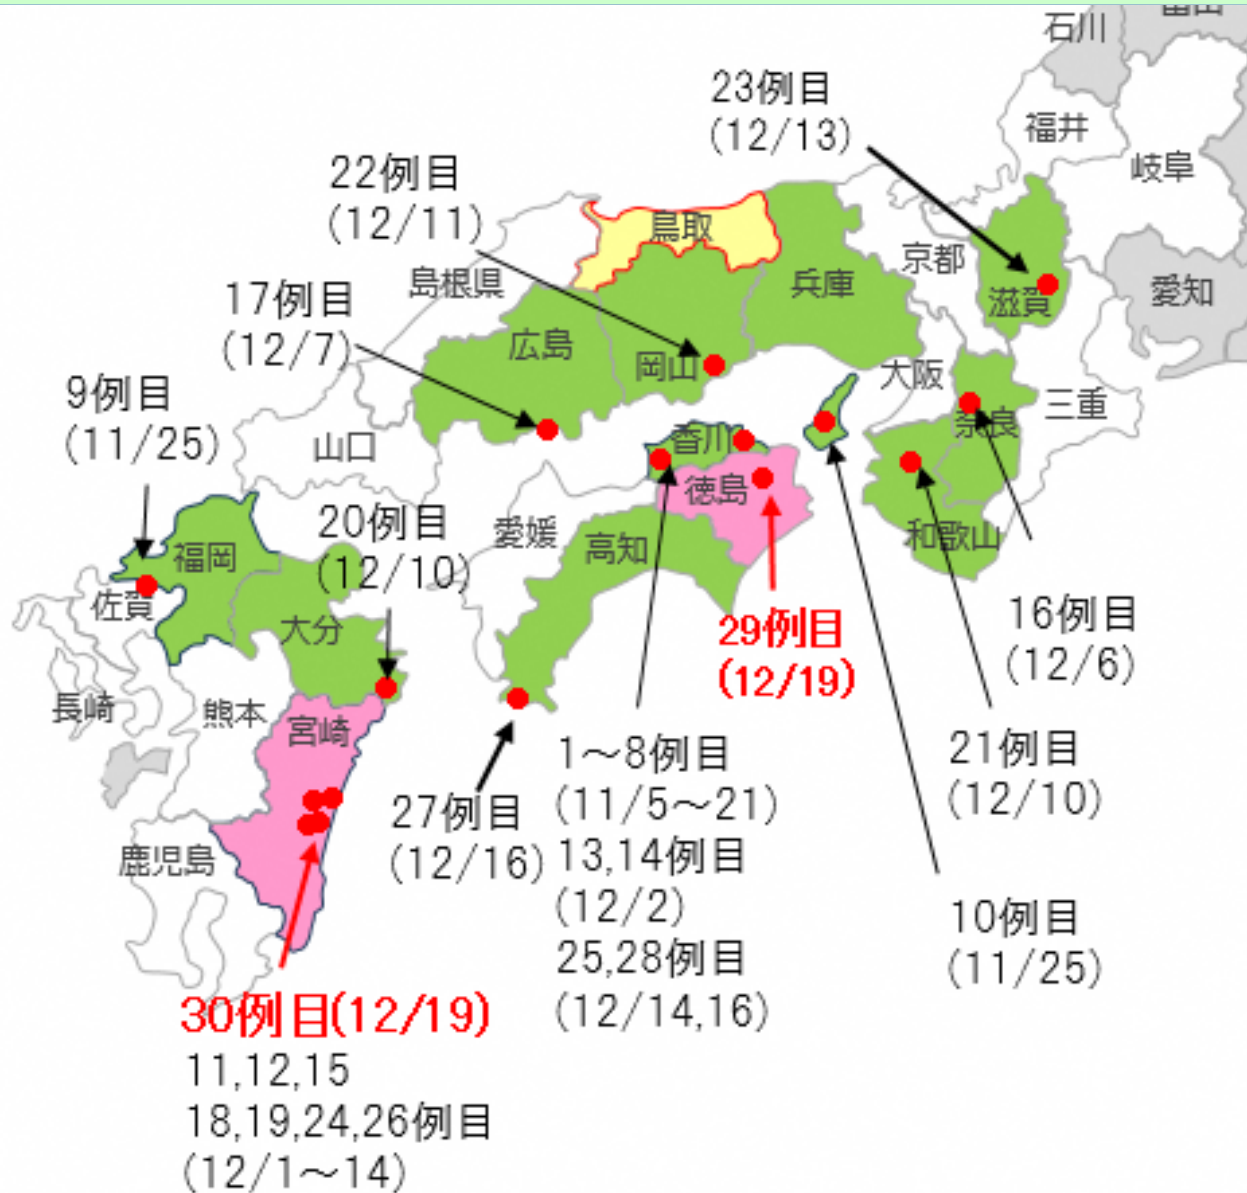 富山
石川
23例目
(12/13)
福井
岐阜
22例目
(12/11)
鳥取
京都
島根県
兵庫
滋賀
愛知
17例目
(12/7)
広島
岡山
大阪
9例目
(11/25)
三重
奈良
山口
香川
徳島
20例目
(12/10)
愛媛
高知
和歌山
福岡
佐賀
大分
29例目
(12/19)
16例目
(12/6)
長崎
熊本
宮崎
21例目
(12/10)
1~8例目
(11/5~21)
13,14例目
(12/2)
25,28例目
(12/14,16)
27例目
(12/16)
鹿児島
10例目
(11/25)
30例目(12/19)
11,12,15
18,19,24,26例目
(12/1~14)